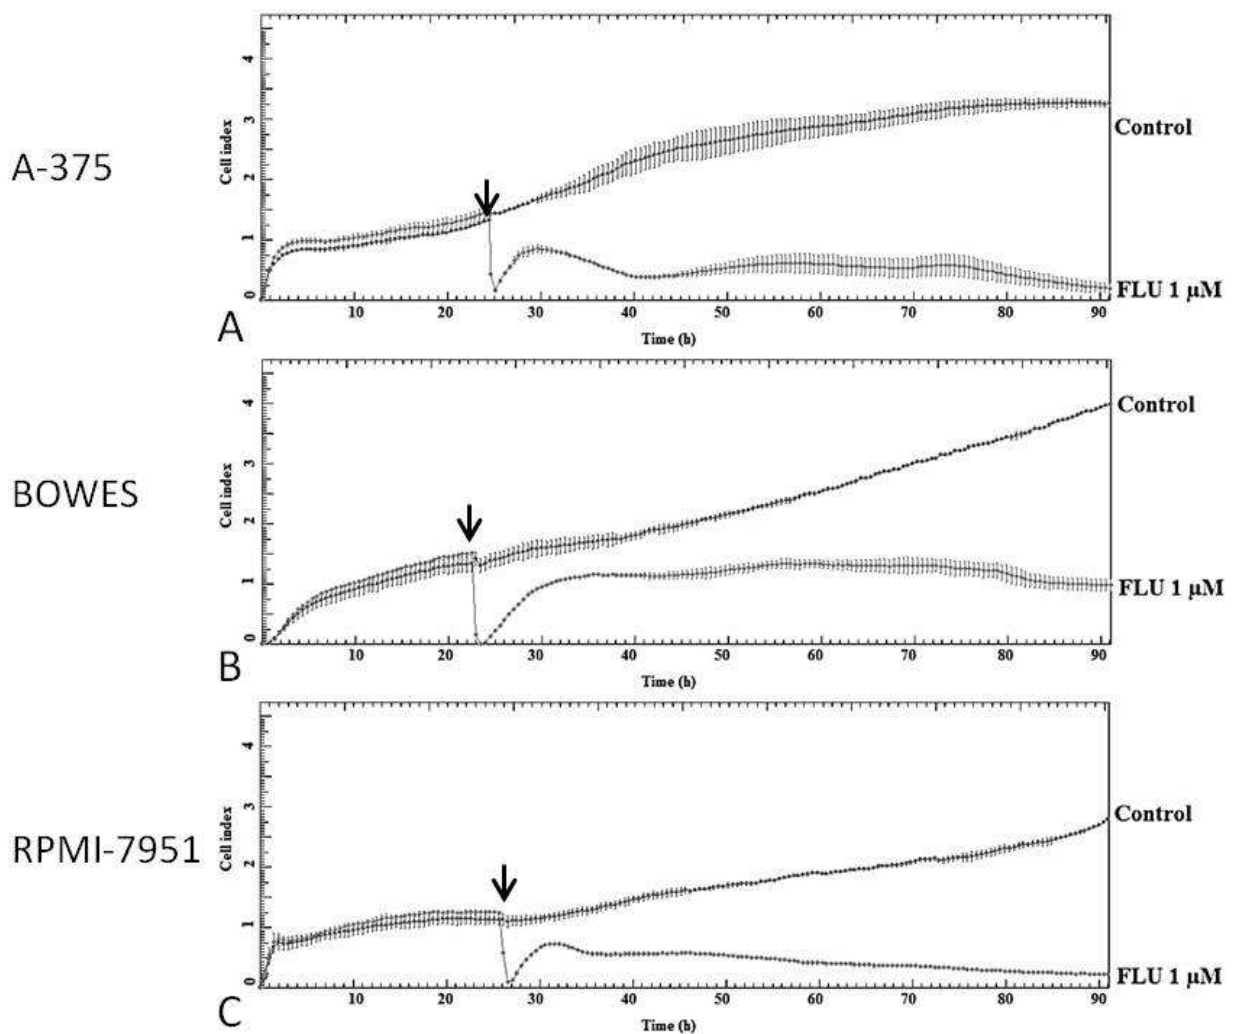 A-375
Cell index
0
1
2
3
4
Control
FLU 1 µM
10 20 30 40 50 60 70 80 90
Time (h)
A
BOWES
Cell index
0
1
2
3
4
Control
FLU 1 µM
10 20 30 40 50 60 70 80 90
Time (h)
B
RPMI-7951
Cell index
0
1
2
3
4
Control
FLU 1 µM
10 20 30 40 50 60 70 80 90
Time (h)
C